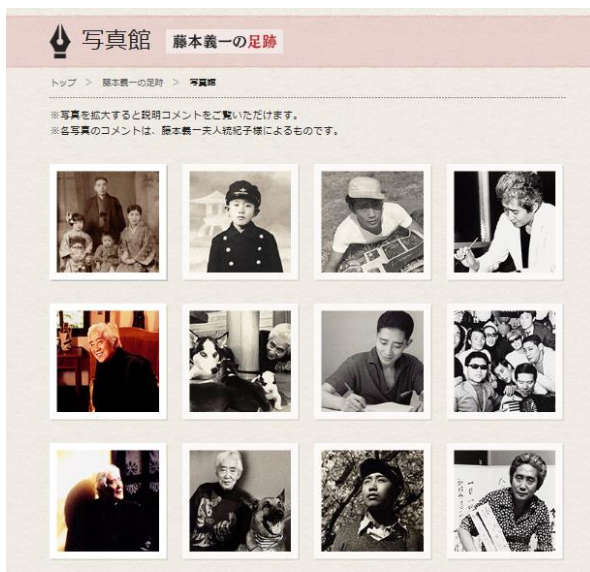 写真館 藤本義一の足跡
トップ ＞ 藤本義一の足跡 ＞ 写真館
※写真を拡大すると説明コメントをご覧いただけます。
※各写真のコメントは、藤本義一夫人統紀子様によるものです。